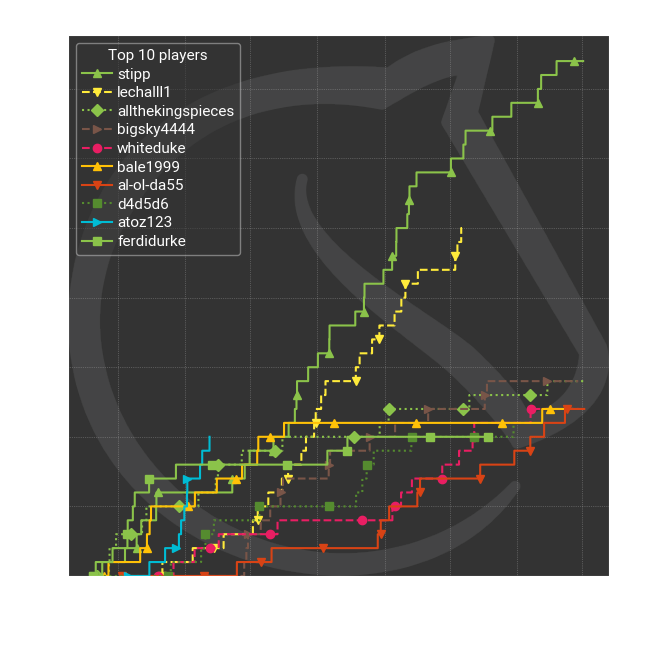 Top 10 players
stipp
lechalll1
allthekingspieces
bigsky4444
whiteduke
bale1999
al-ol-da55
d4d5d6
atoz123
ferdidurke